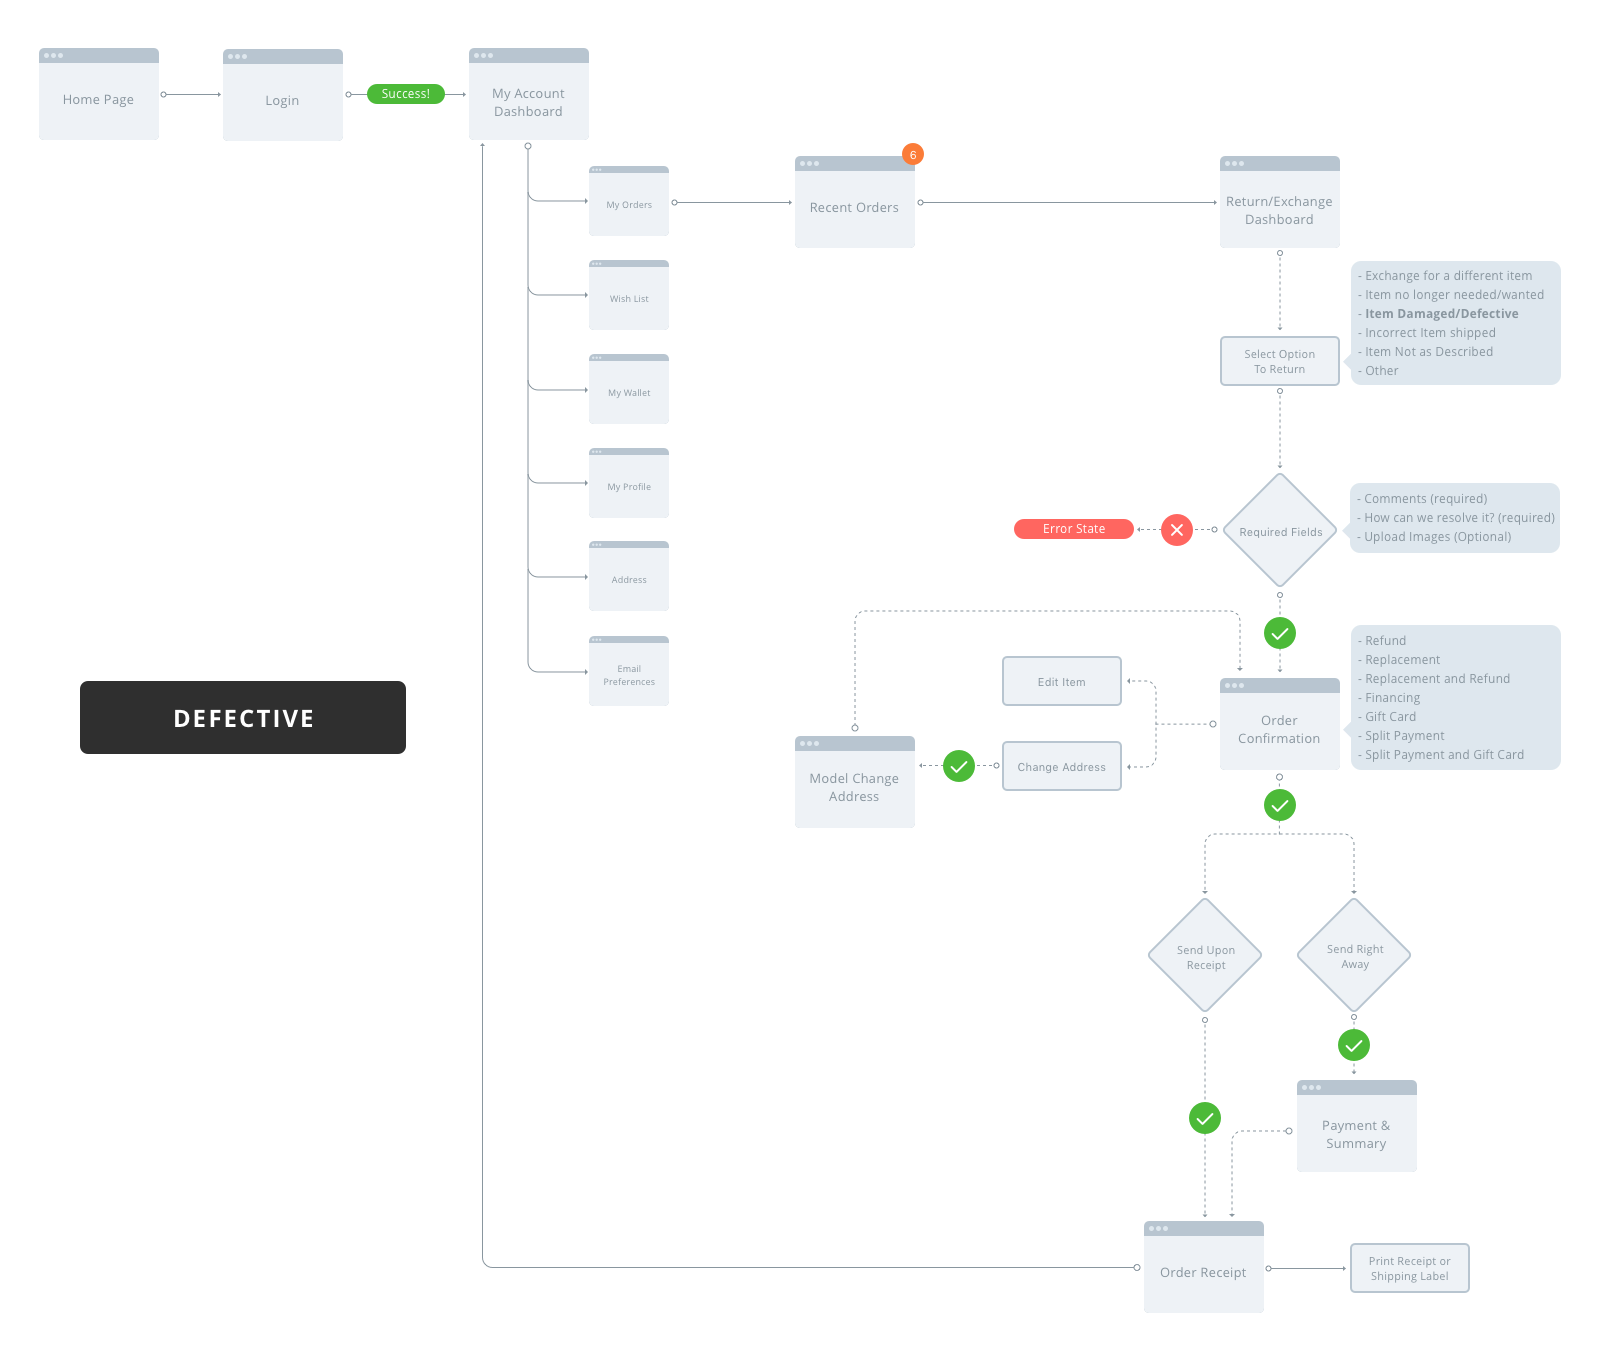 Home Page
Login
Success!
My Account
Dashboard
My Orders
Recent Orders
6
Return/Exchange
Dashboard
- Exchange for a different item
- Item no longer needed/wanted
- Item Damaged/Defective
- Incorrect Item shipped
- Item Not as Described
- Other
Wish List
Select Option
To Return
My Wallet
My Profile
Error State
Required Fields
- Comments (required)
- How can we resolve it? (required)
- Upload Images (Optional)
Address
Email
Preferences
DEFECTIVE
Edit Item
Order
Confirmation
- Refund
- Replacement
- Replacement and Refund
- Financing
- Gift Card
- Split Payment
- Split Payment and Gift Card
Model Change
Address
Change Address
Send Upon
Receipt
Send Right
Away
Payment &
Summary
Order Receipt
Print Receipt or
Shipping Label